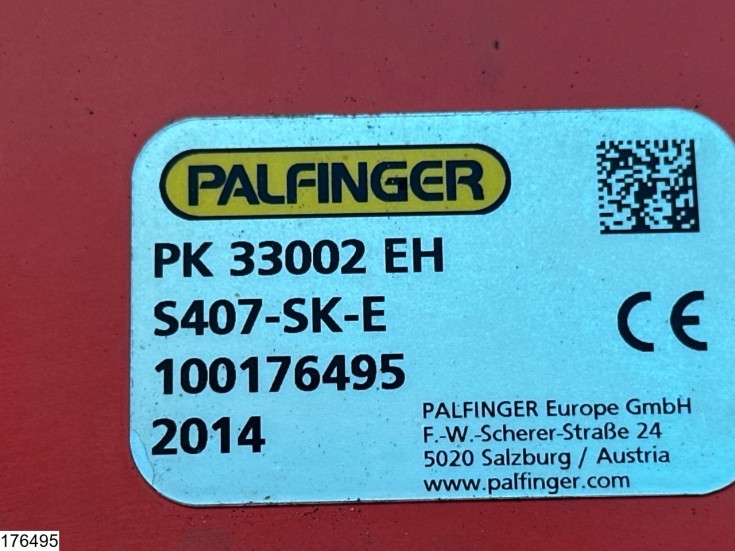 PALFINGER
PK 33002 EH
S407-SK-E
100176495
2014
CE
PALFINGER Europe GmbH
F.-W.-Scherer-Straße 24
5020 Salzburg / Austria
www.palfinger.com
176495